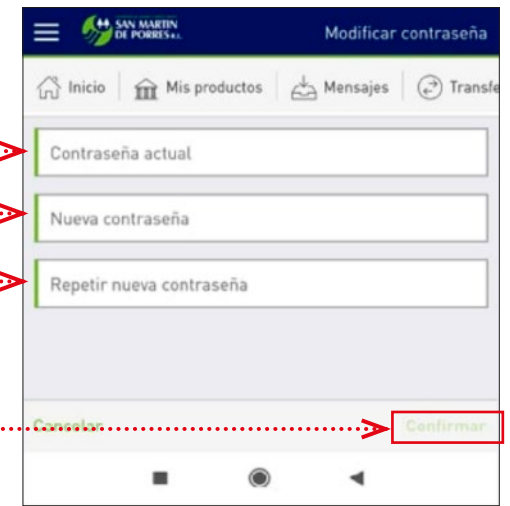 SAN MARTIN
DE PORRES R.L.
Modificar contraseña
Inicio
Mis productos
Mensajes
Transfe
Contraseña actual
Nueva contraseña
Repetir nueva contraseña
Cancelar
Confirmar